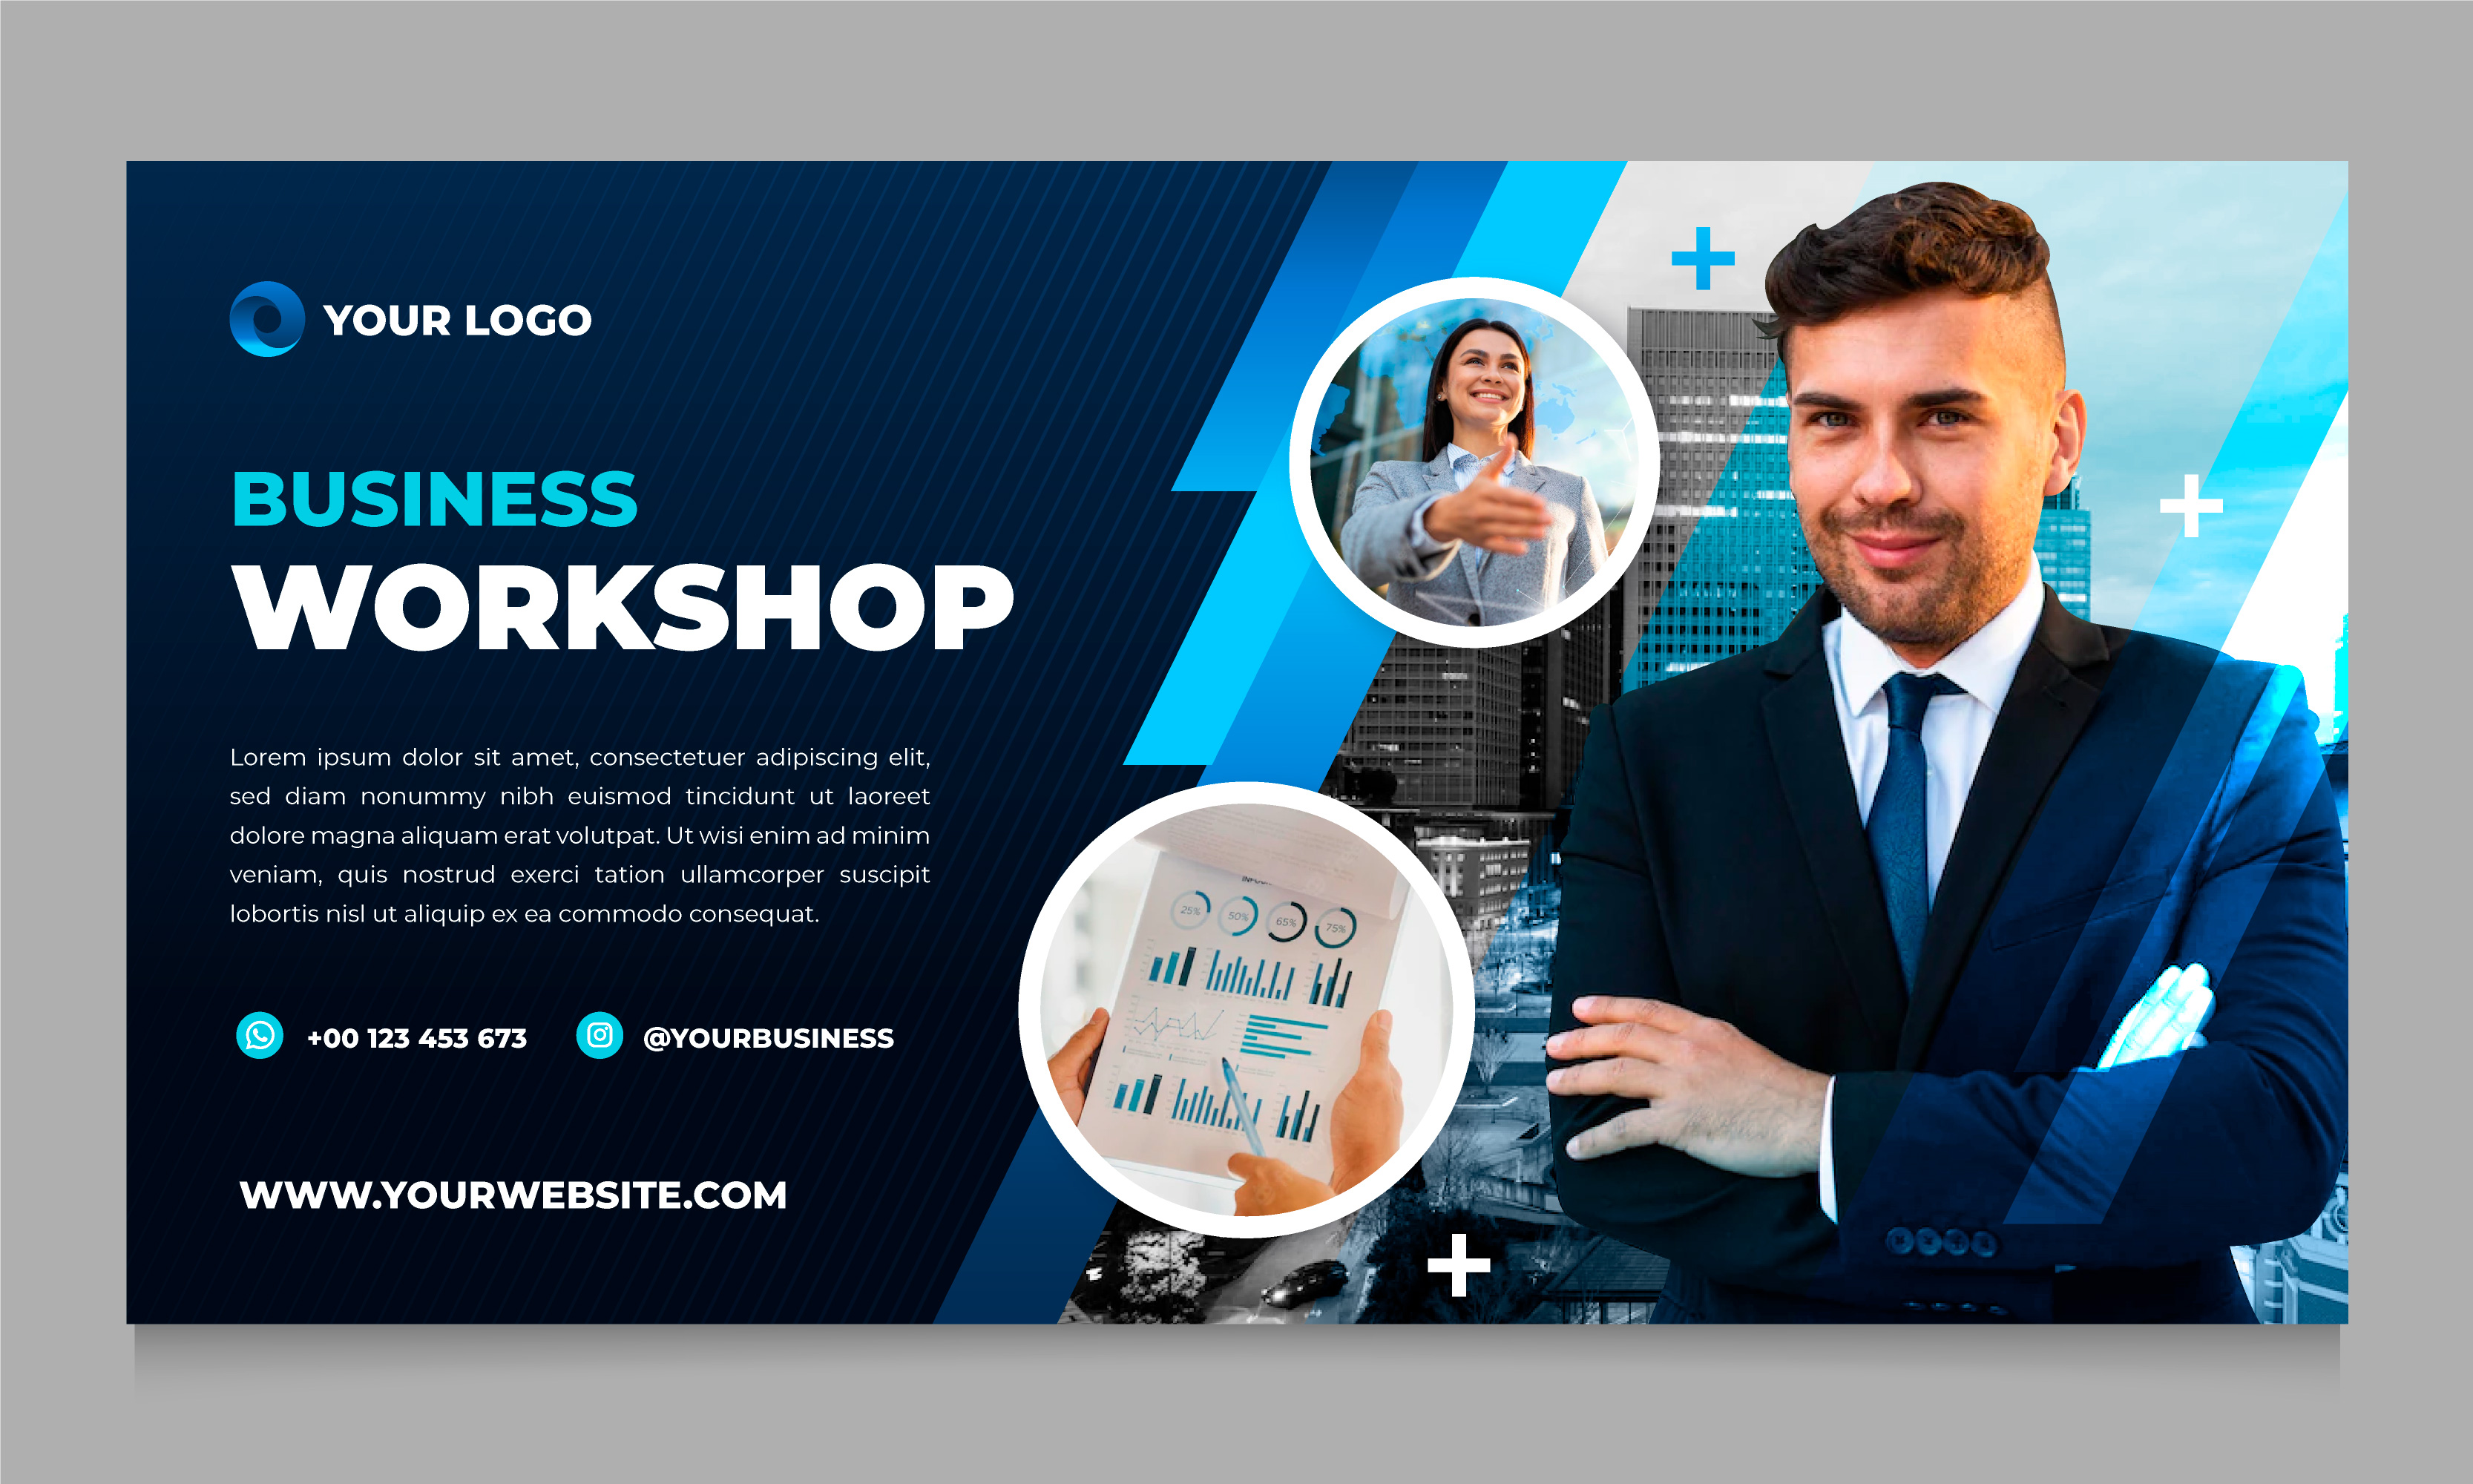 YOUR LOGO
BUSINESS
WORKSHOP
Lorem ipsum dolor sit amet, consectetuer adipiscing elit,
sed diam nonummy nibh euismod tincidunt ut laoreet
dolore magna aliquam erat volutpat. Ut wisi enim ad minim
veniam, quis nostrud exerci tation ullamcorper suscipit
lobortis nisl ut aliquip ex ea commodo consequat.
+00 123 453 673 @YOURBUSINESS
WWW.YOURWEBSITE.COM
25% 50% 65% 75%